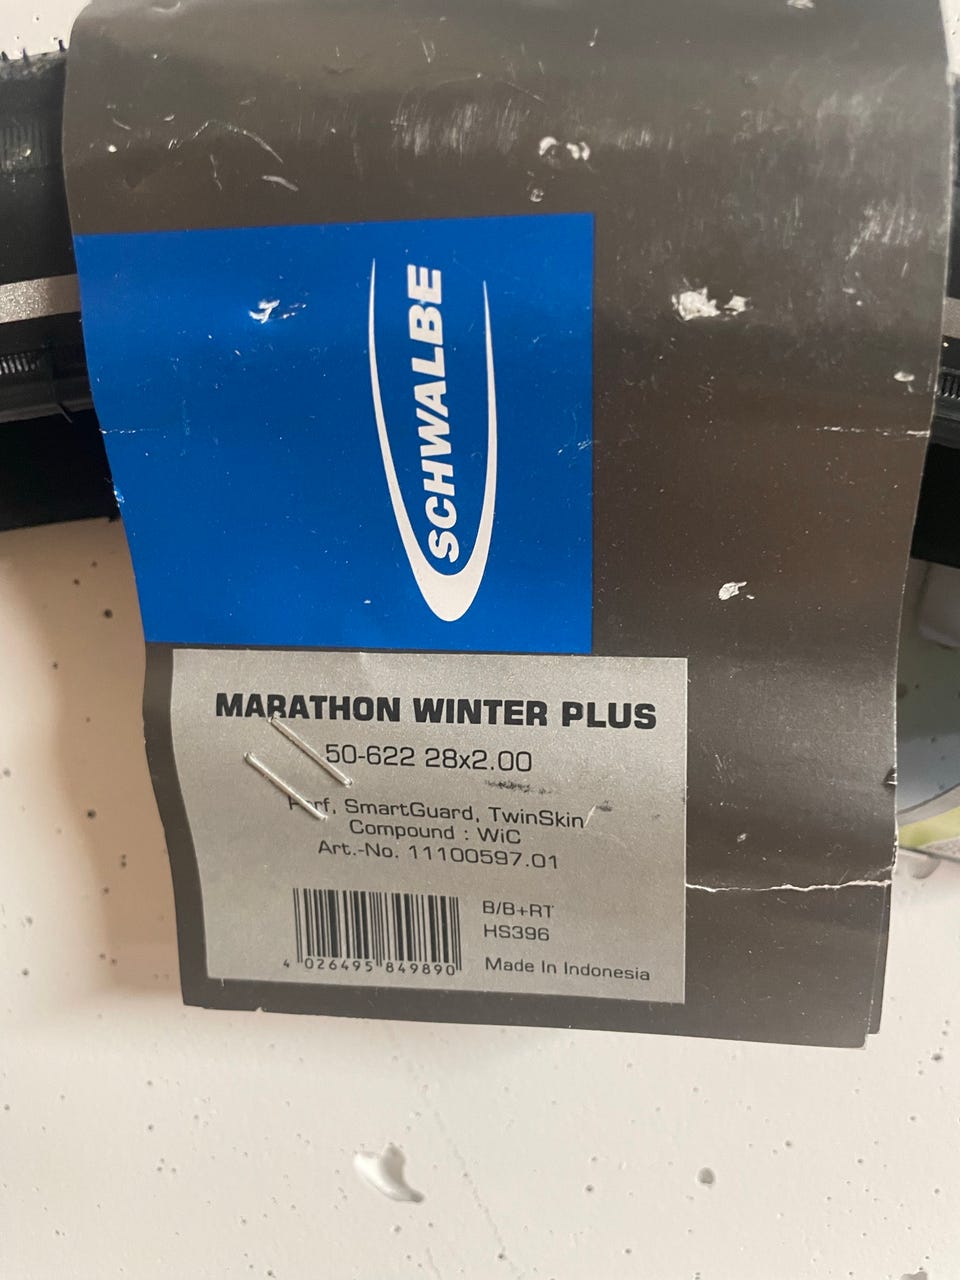 SCHWALBE
MARATHON WINTER PLUS
50-622 28x2.00
Perf, SmartGuard, TwinSkin
Compound : WiC
Art.-No. 11100597.01
B/B+RT
HS396
Made In Indonesia
4 026495 849890